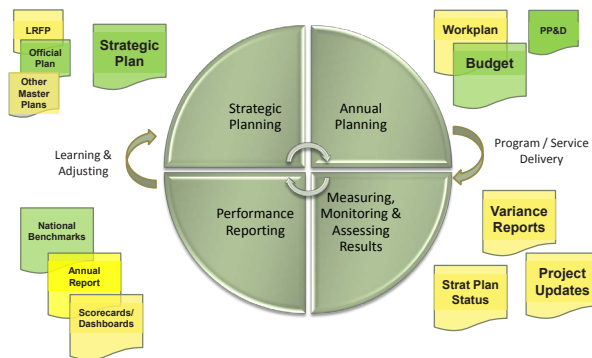 LRFP
Official
Plan
Other
Master
Plans
Strategic
Plan
Workplan
Budget
PP&D
Strategic
Planning
Annual
Planning
Learning &
Adjusting
Program / Service
Delivery
Performance
Reporting
Measuring,
Monitoring &
Assessing
Results
National
Benchmarks
Annual
Report
Scorecards/
Dashboards
Variance
Reports
Strat Plan
Status
Project
Updates